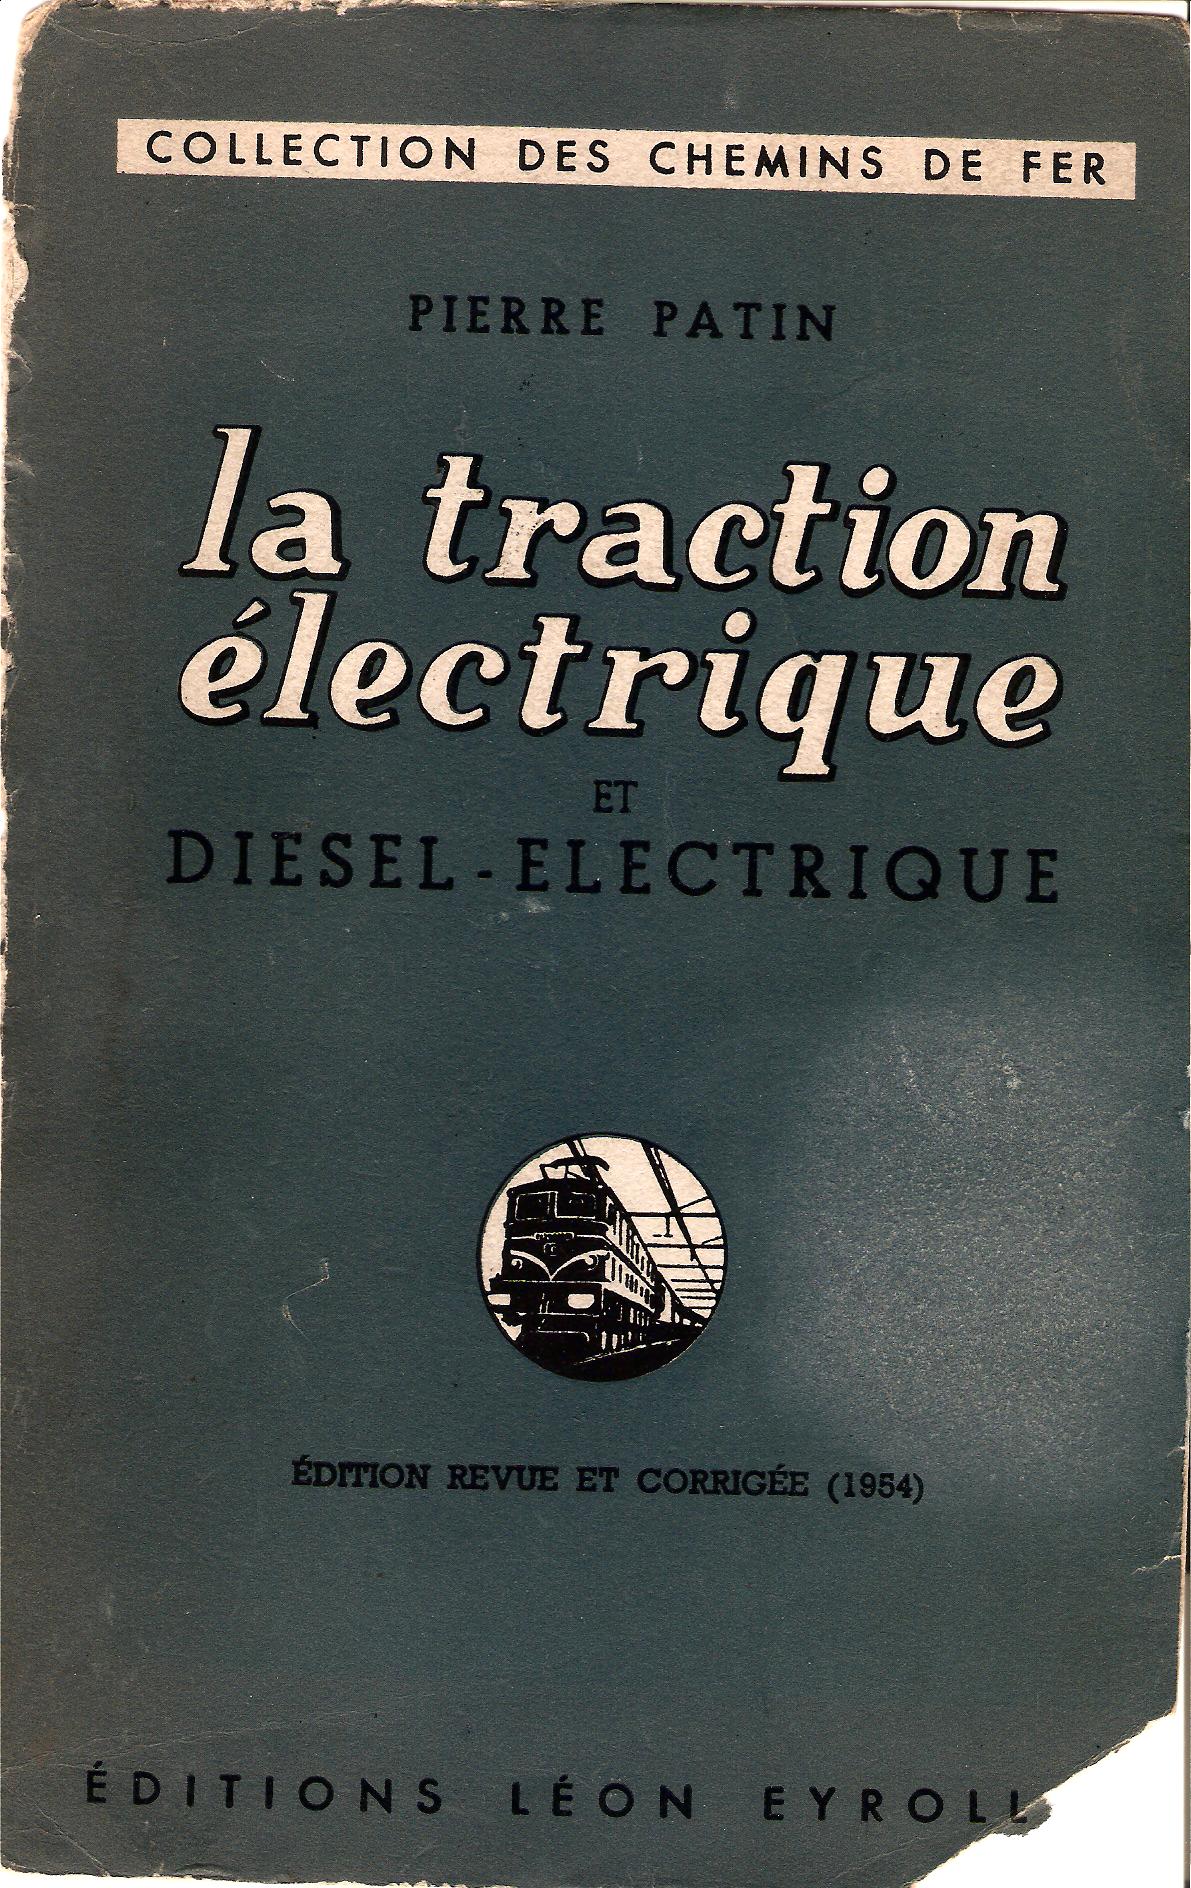 COLLECTION DES CHEMINS DE FER
PIERRE PATIN
la traction
électrique
ET
DIESEL-ELECTRIQUE
ÉDITION REVUE ET CORRIGÉE (1954)
ÉDITIONS LÉON EYROLL